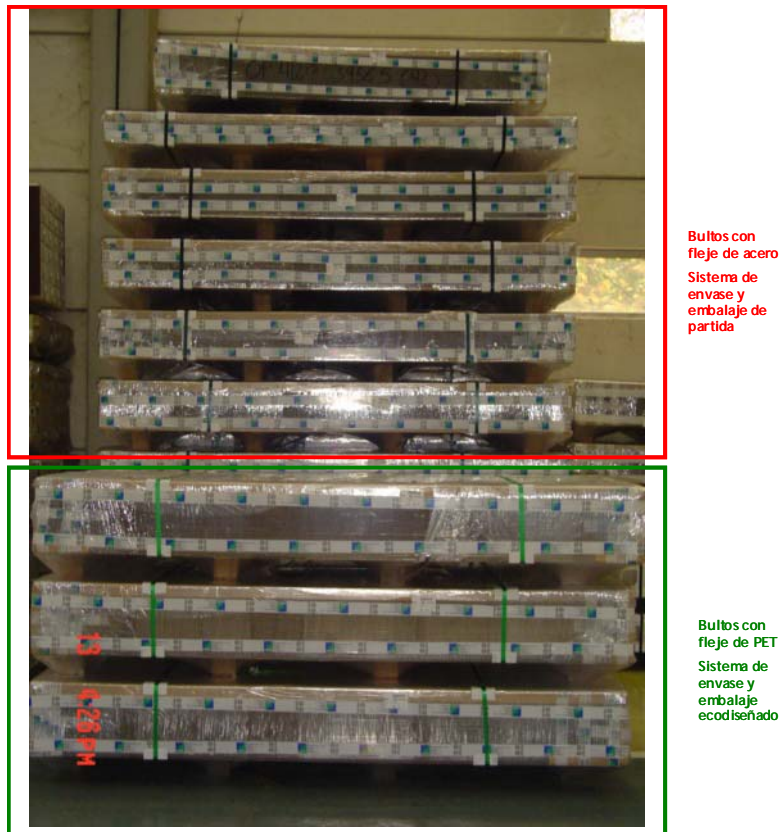 Bultos con
fleje de acero
Sistema de
envase y
embalaje de
partida
Bultos con
fleje de PET
Sistema de
envase y
embalaje
ecodiseñado
13 4:26 PM